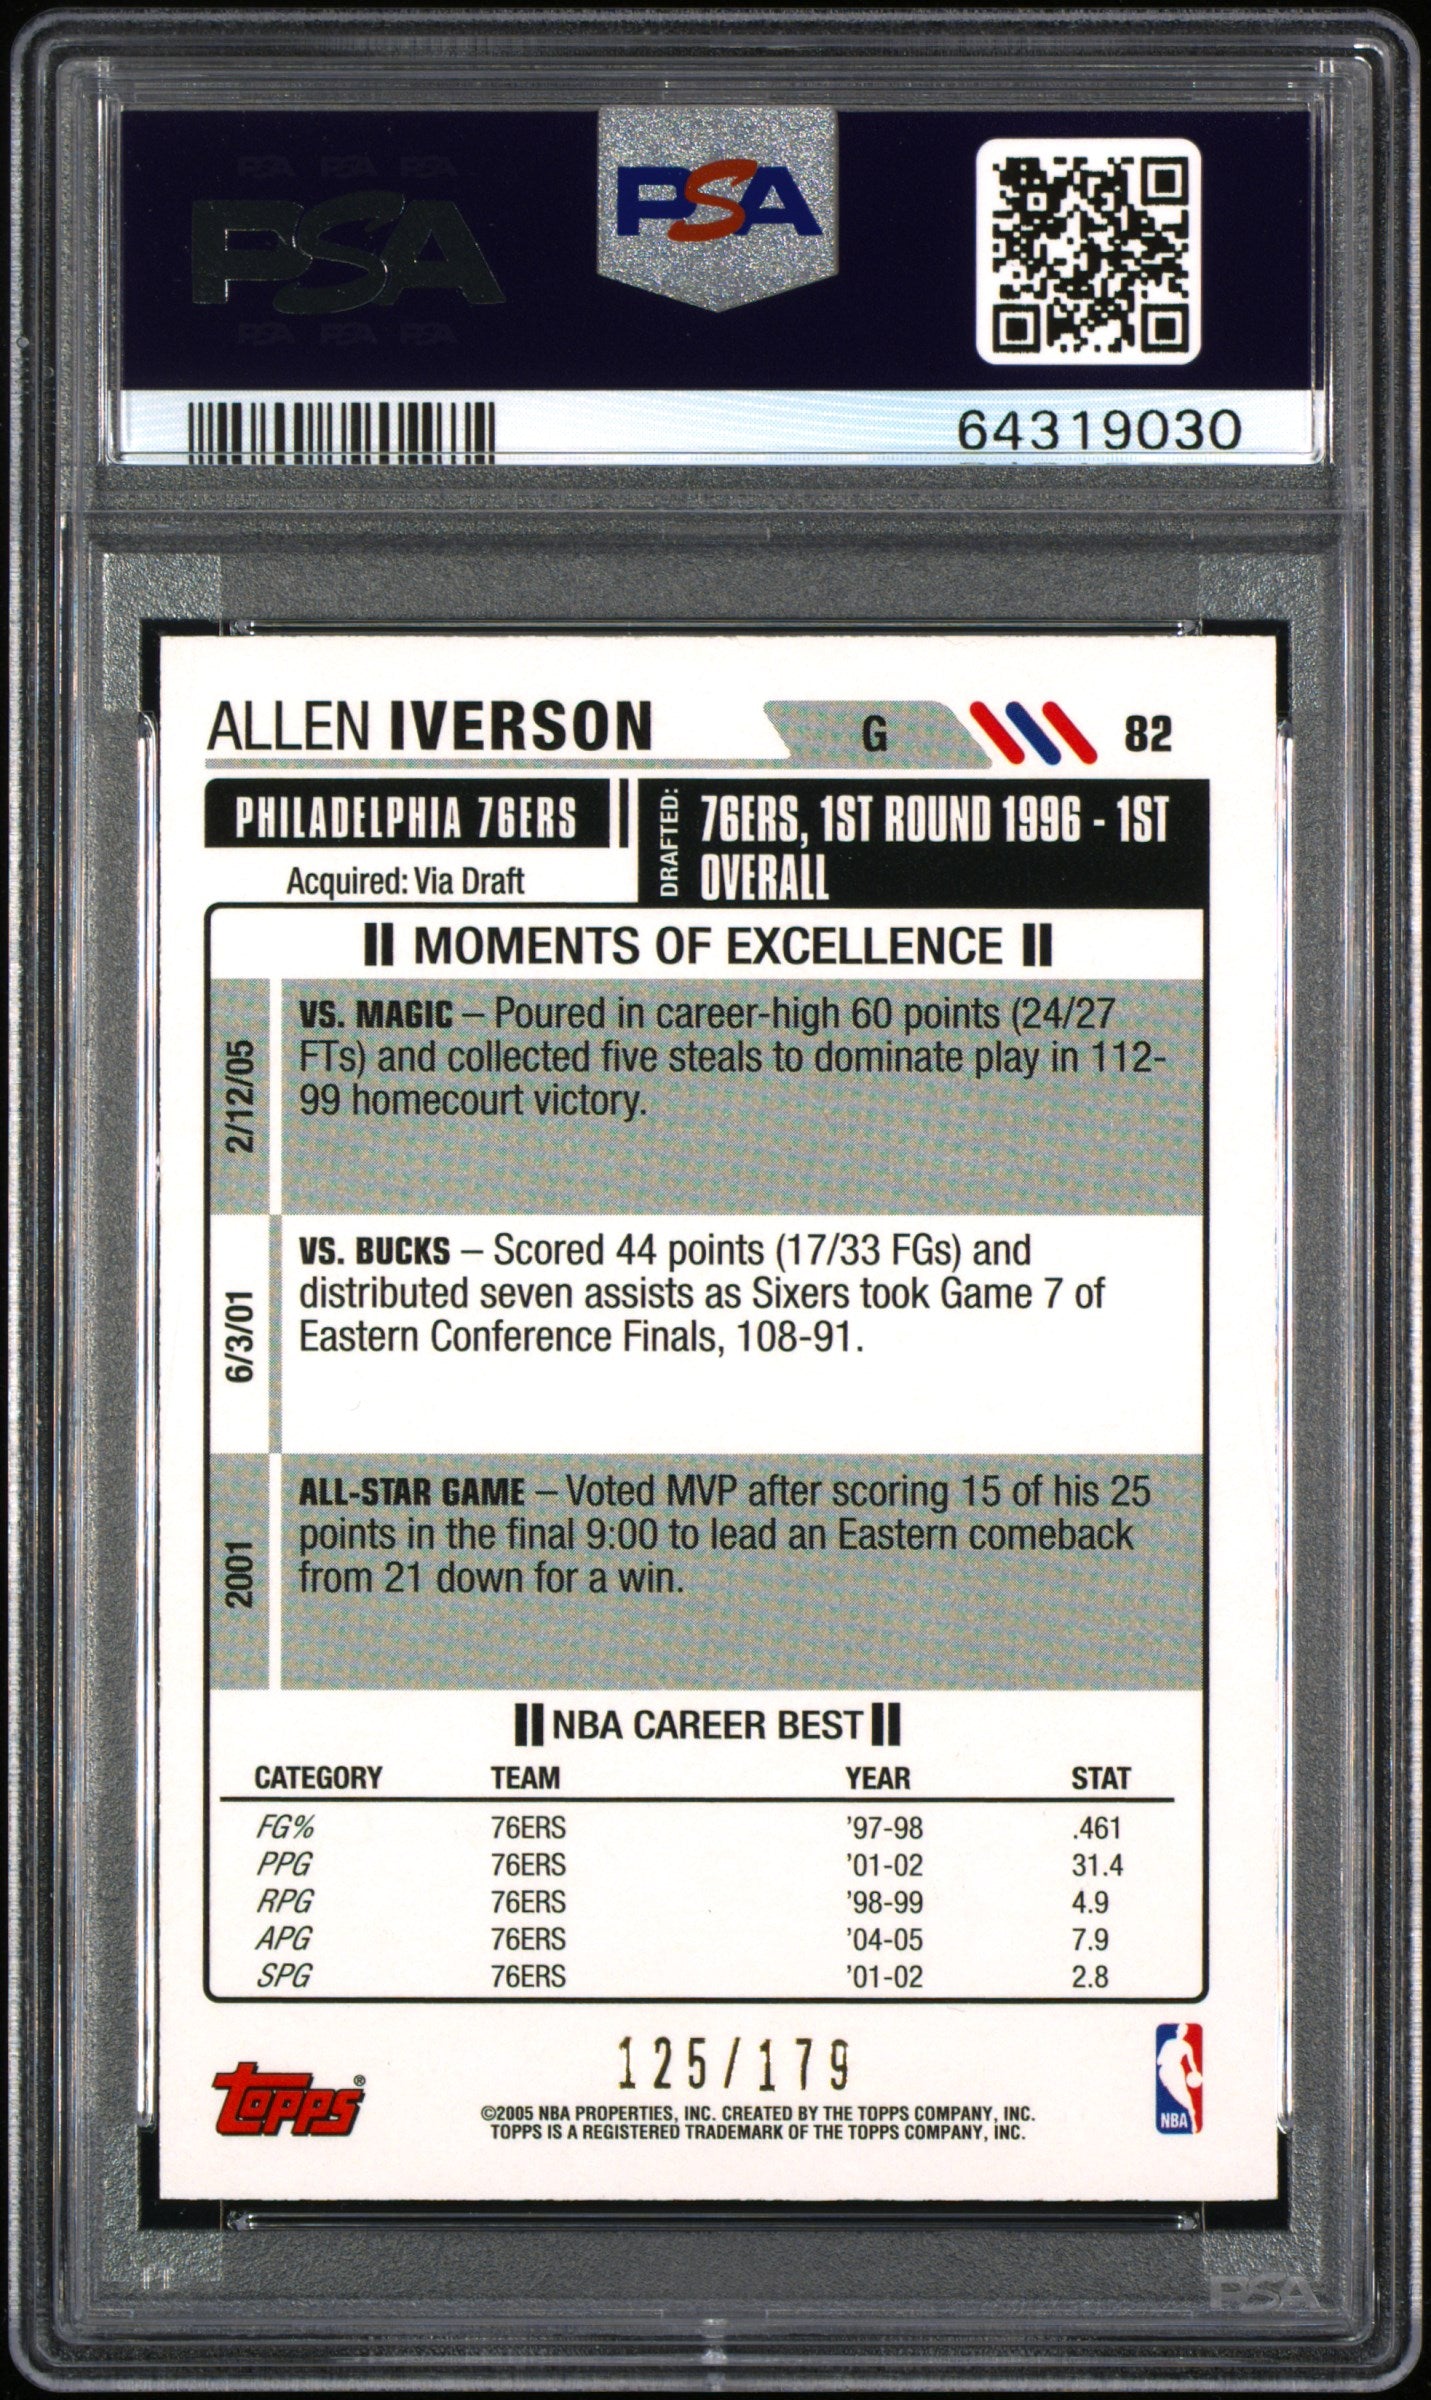 PSA PSA PSA
PSA
PSA PSA PSA
PSA
64319030
ALLEN IVERSON G 82
PHILADELPHIA 76ERS
Acquired: Via Draft
DRAFTED:
76ERS, 1ST ROUND 1996 - 1ST
OVERALL
MOMENTS OF EXCELLENCE
2/12/05
VS. MAGIC – Poured in career-high 60 points (24/27
FTs) and collected five steals to dominate play in 112-
99 homecourt victory.
6/3/01
VS. BUCKS – Scored 44 points (17/33 FGs) and
distributed seven assists as Sixers took Game 7 of
Eastern Conference Finals, 108-91.
2001
ALL-STAR GAME – Voted MVP after scoring 15 of his 25
points in the final 9:00 to lead an Eastern comeback
from 21 down for a win.
NBA CAREER BEST
CATEGORY TEAM YEAR STAT
FG% 76ERS '97-98 .461
PPG 76ERS '01-02 31.4
RPG 76ERS '98-99 4.9
APG 76ERS '04-05 7.9
SPG 76ERS '01-02 2.8
125/179
topps®
©2005 NBA PROPERTIES, INC. CREATED BY THE TOPPS COMPANY, INC.
TOPPS IS A REGISTERED TRADEMARK OF THE TOPPS COMPANY, INC.
NBA
PSA